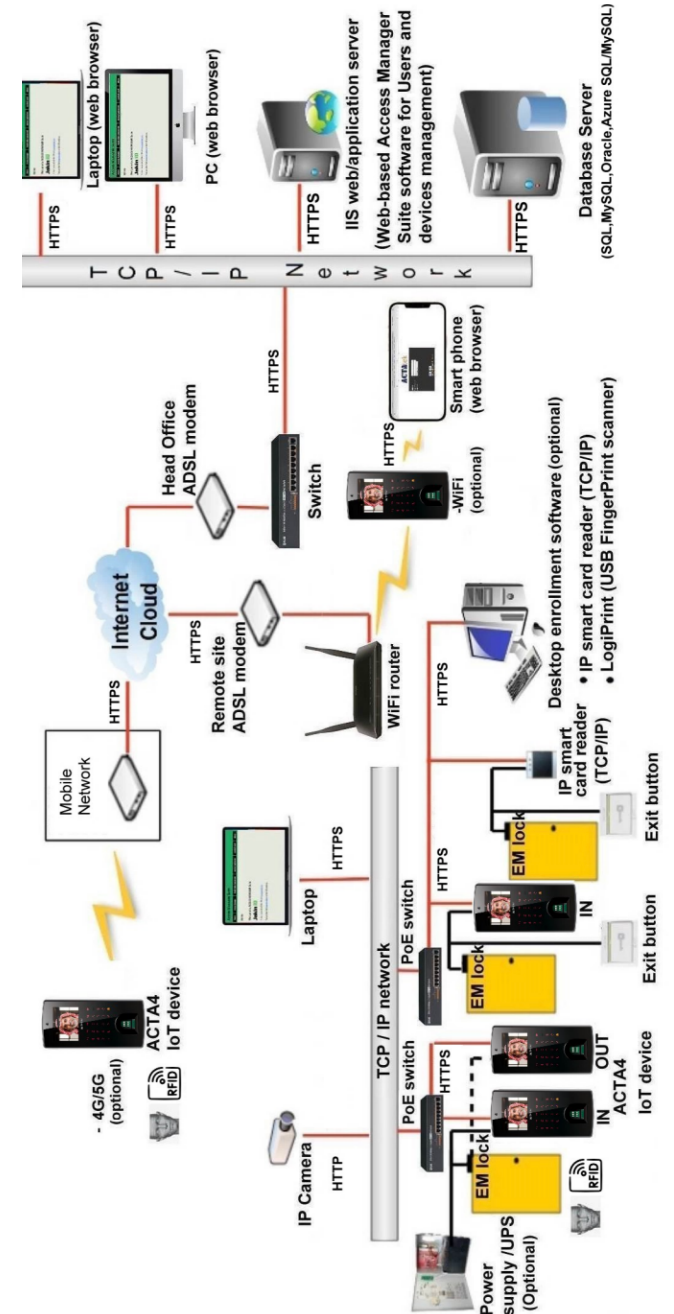 Laptop (web browser)
PC (web browser)
IIS web/application server
(Web-based Access Manager
Suite software for Users and
devices management)
Database Server
(SQL,MySQL,Oracle,Azure SQL/MySQL)
HTTPS
HTTPS
HTTPS
HTTPS
TCP/IP Network
HTTPS
Head Office
ADSL modem
Switch
HTTPS
Smart phone
(web browser)
ACTA
-WiFi
(optional)
Internet
Cloud
HTTPS
Remote site
ADSL modem
WiFi router
HTTPS
Mobile
Network
Desktop enrollment software (optional)
• IP smart card reader (TCP/IP)
• LogiPrint (USB FingerPrint scanner)
HTTPS
IP smart
card reader
(TCP/IP)
EM lock
Exit button
Laptop
HTTPS
TCP / IP network
PoE switch
HTTPS
EM lock
IN
Exit button
- 4G/5G
(optional)
ACTA4
IoT device
RFID
IP Camera
HTTP
PoE switch
HTTPS
EM lock
IN
OUT
ACTA4
IoT device
RFID
Power
supply /UPS
(Optional)